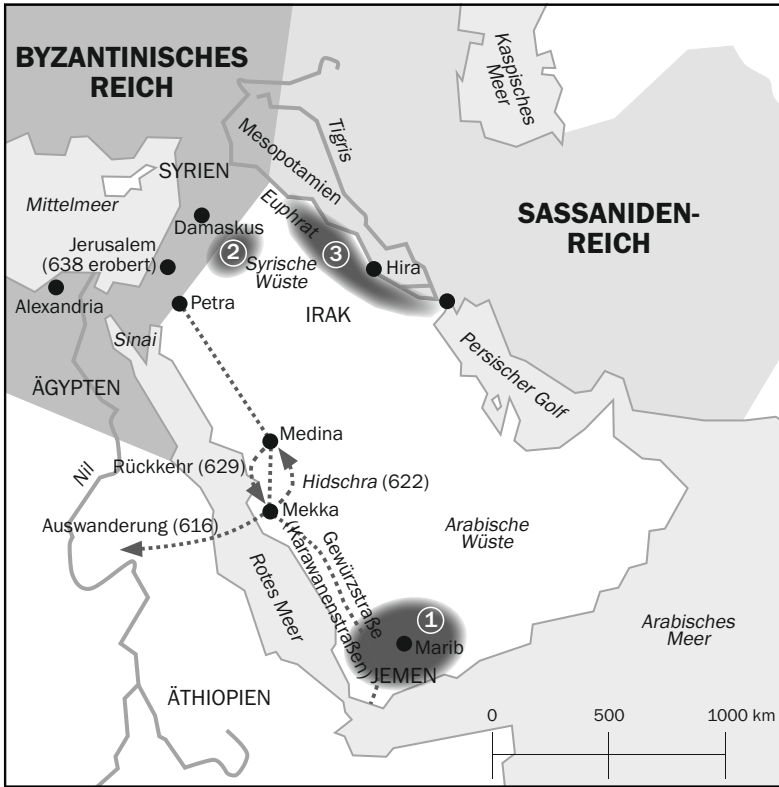 BYZANTINISCHES
REICH
Kaspisches
Meer
Tigris
Mesopotamien
SYRIEN
Mittelmeer
Euphrat
SASSANIDEN-
REICH
Damaskus
2
3
Jerusalem
(638 erobert)
Syrische
Wüste
Hira
Alexandria
Petra
IRAK
Sinai
Persischer Golf
ÄGYPTEN
Medina
Nil
Rückkehr (629)
Hidschra (622)
Mekka
Auswanderung (616)
Arabische
Wüste
Gewürzstraße
(Karawanenstraßen)
Rotes Meer
1
Marib
Arabisches
Meer
JEMEN
ÄTHIOPIEN
0
500
1000 km